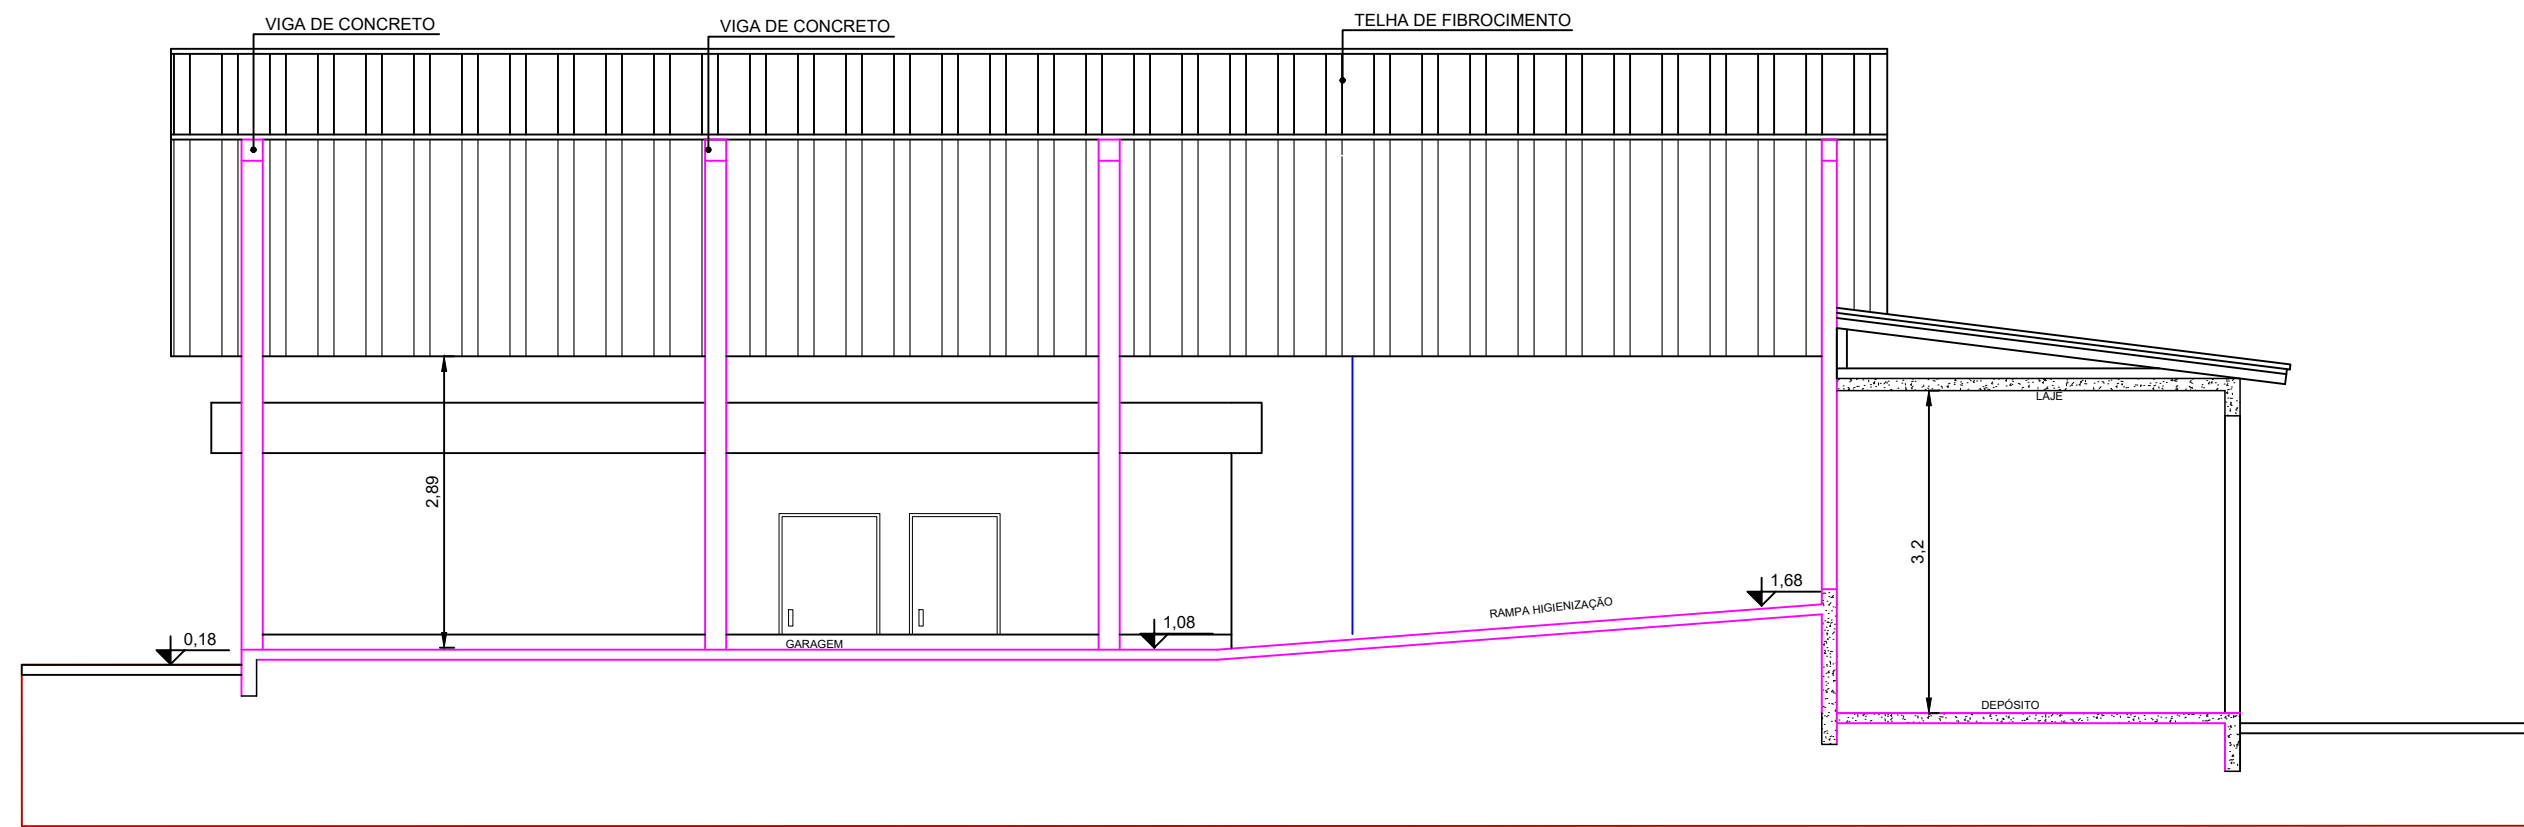 VIGA DE CONCRETO
VIGA DE CONCRETO
TELHA DE FIBROCIMENTO
LAJE
2,89
3,2
1,68
RAMPA HIGIENIZAÇÃO
1,08
0,18
GARAGEM
DEPÓSITO